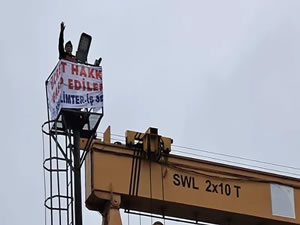 T HAKK
EDİLE
LİMTER-İŞ
SWL 2x10 T